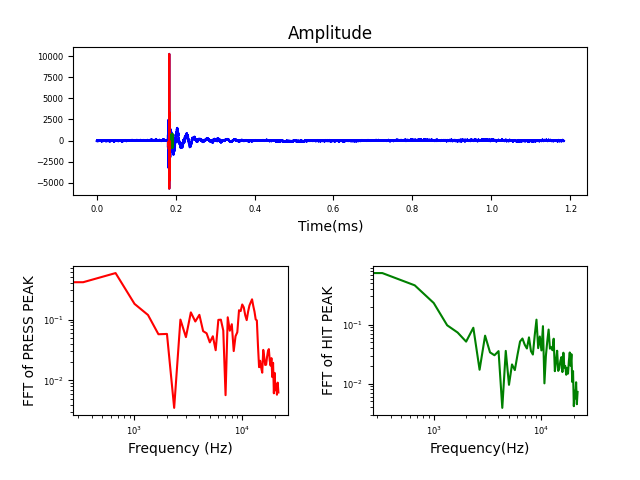 Amplitude
10000
7500
5000
2500
0
−2500
−5000
0.0 0.2 0.4 0.6 0.8 1.0 1.2
Time(ms)
FFT of PRESS PEAK
10⁻¹
10⁻²
10³ 10⁴
Frequency (Hz)
FFT of HIT PEAK
10⁻¹
10⁻²
10³ 10⁴
Frequency(Hz)